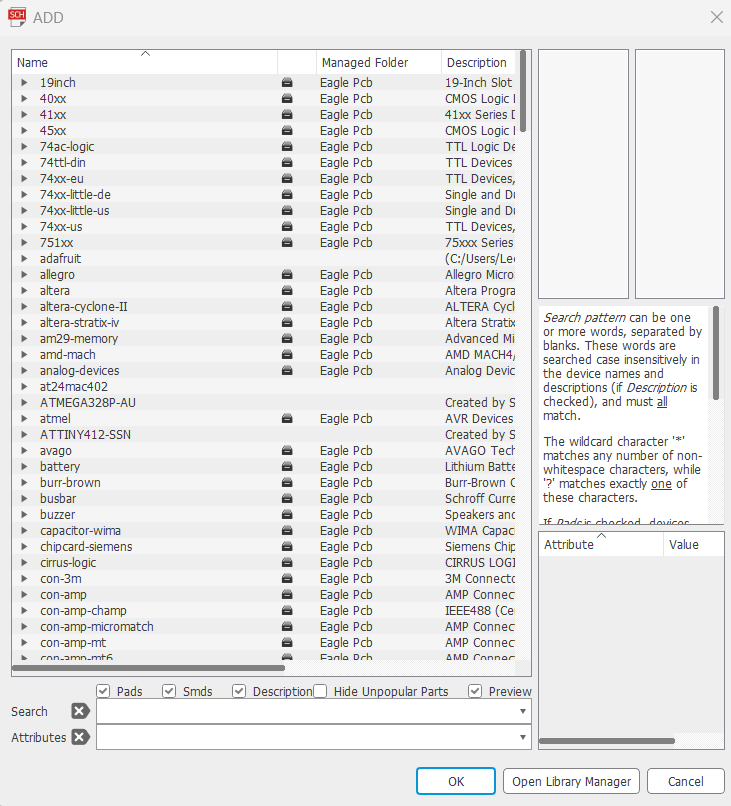 SCH ADD
Name Managed Folder Description
19inch Eagle Pcb 19-Inch Slot
40xx Eagle Pcb CMOS Logic
41xx Eagle Pcb 41xx Series
45xx Eagle Pcb CMOS Logic
74ac-logic Eagle Pcb TTL Logic De
74ttl-din Eagle Pcb TTL Devices
74xx-eu Eagle Pcb TTL Devices,
74xx-little-de Eagle Pcb Single and Du
74xx-little-us Eagle Pcb Single and Du
74xx-us Eagle Pcb TTL Devices,
751xx Eagle Pcb 75xxx Series
adafruit (C:/Users/Lee
allegro Eagle Pcb Allegro Micro
altera Eagle Pcb Altera Progra
altera-cyclone-II Eagle Pcb ALTERA Cycl
altera-stratix-iv Eagle Pcb Altera Stratix
am29-memory Eagle Pcb Advanced Mi
amd-mach Eagle Pcb AMD MACH4/
analog-devices Eagle Pcb Analog Devic
at24mac402
ATMEGA328P-AU Created by S
atmel Eagle Pcb AVR Devices
ATTINY412-SSN Created by S
avago Eagle Pcb AVAGO Tech
battery Eagle Pcb Lithium Batte
burr-brown Eagle Pcb Burr-Brown C
busbar Eagle Pcb Schroff Curre
buzzer Eagle Pcb Speakers and
capacitor-wima Eagle Pcb WIMA Capaci
chipcard-siemens Eagle Pcb Siemens Chip
cirrus-logic Eagle Pcb CIRRUS LOGI
con-3m Eagle Pcb 3M Connecto
con-amp Eagle Pcb AMP Connect
con-amp-champ Eagle Pcb IEEE488 (Cen
con-amp-micromatch Eagle Pcb AMP Connect
con-amp-mt Eagle Pcb AMP Connect
con-amp-mt6 Eagle Pcb AMP Connect
Pads Smds Description Hide Unpopular Parts Preview
Search
Attributes
Search pattern can be one
or more words, separated by
blanks. These words are
searched case insensitively in
the device names and
descriptions (if Description is
checked), and must all
match.
The wildcard character '*'
matches any number of non-
whitespace characters, while
'?' matches exactly one of
these characters.
If Pads is checked, devices
Attribute Value
OK Open Library Manager Cancel